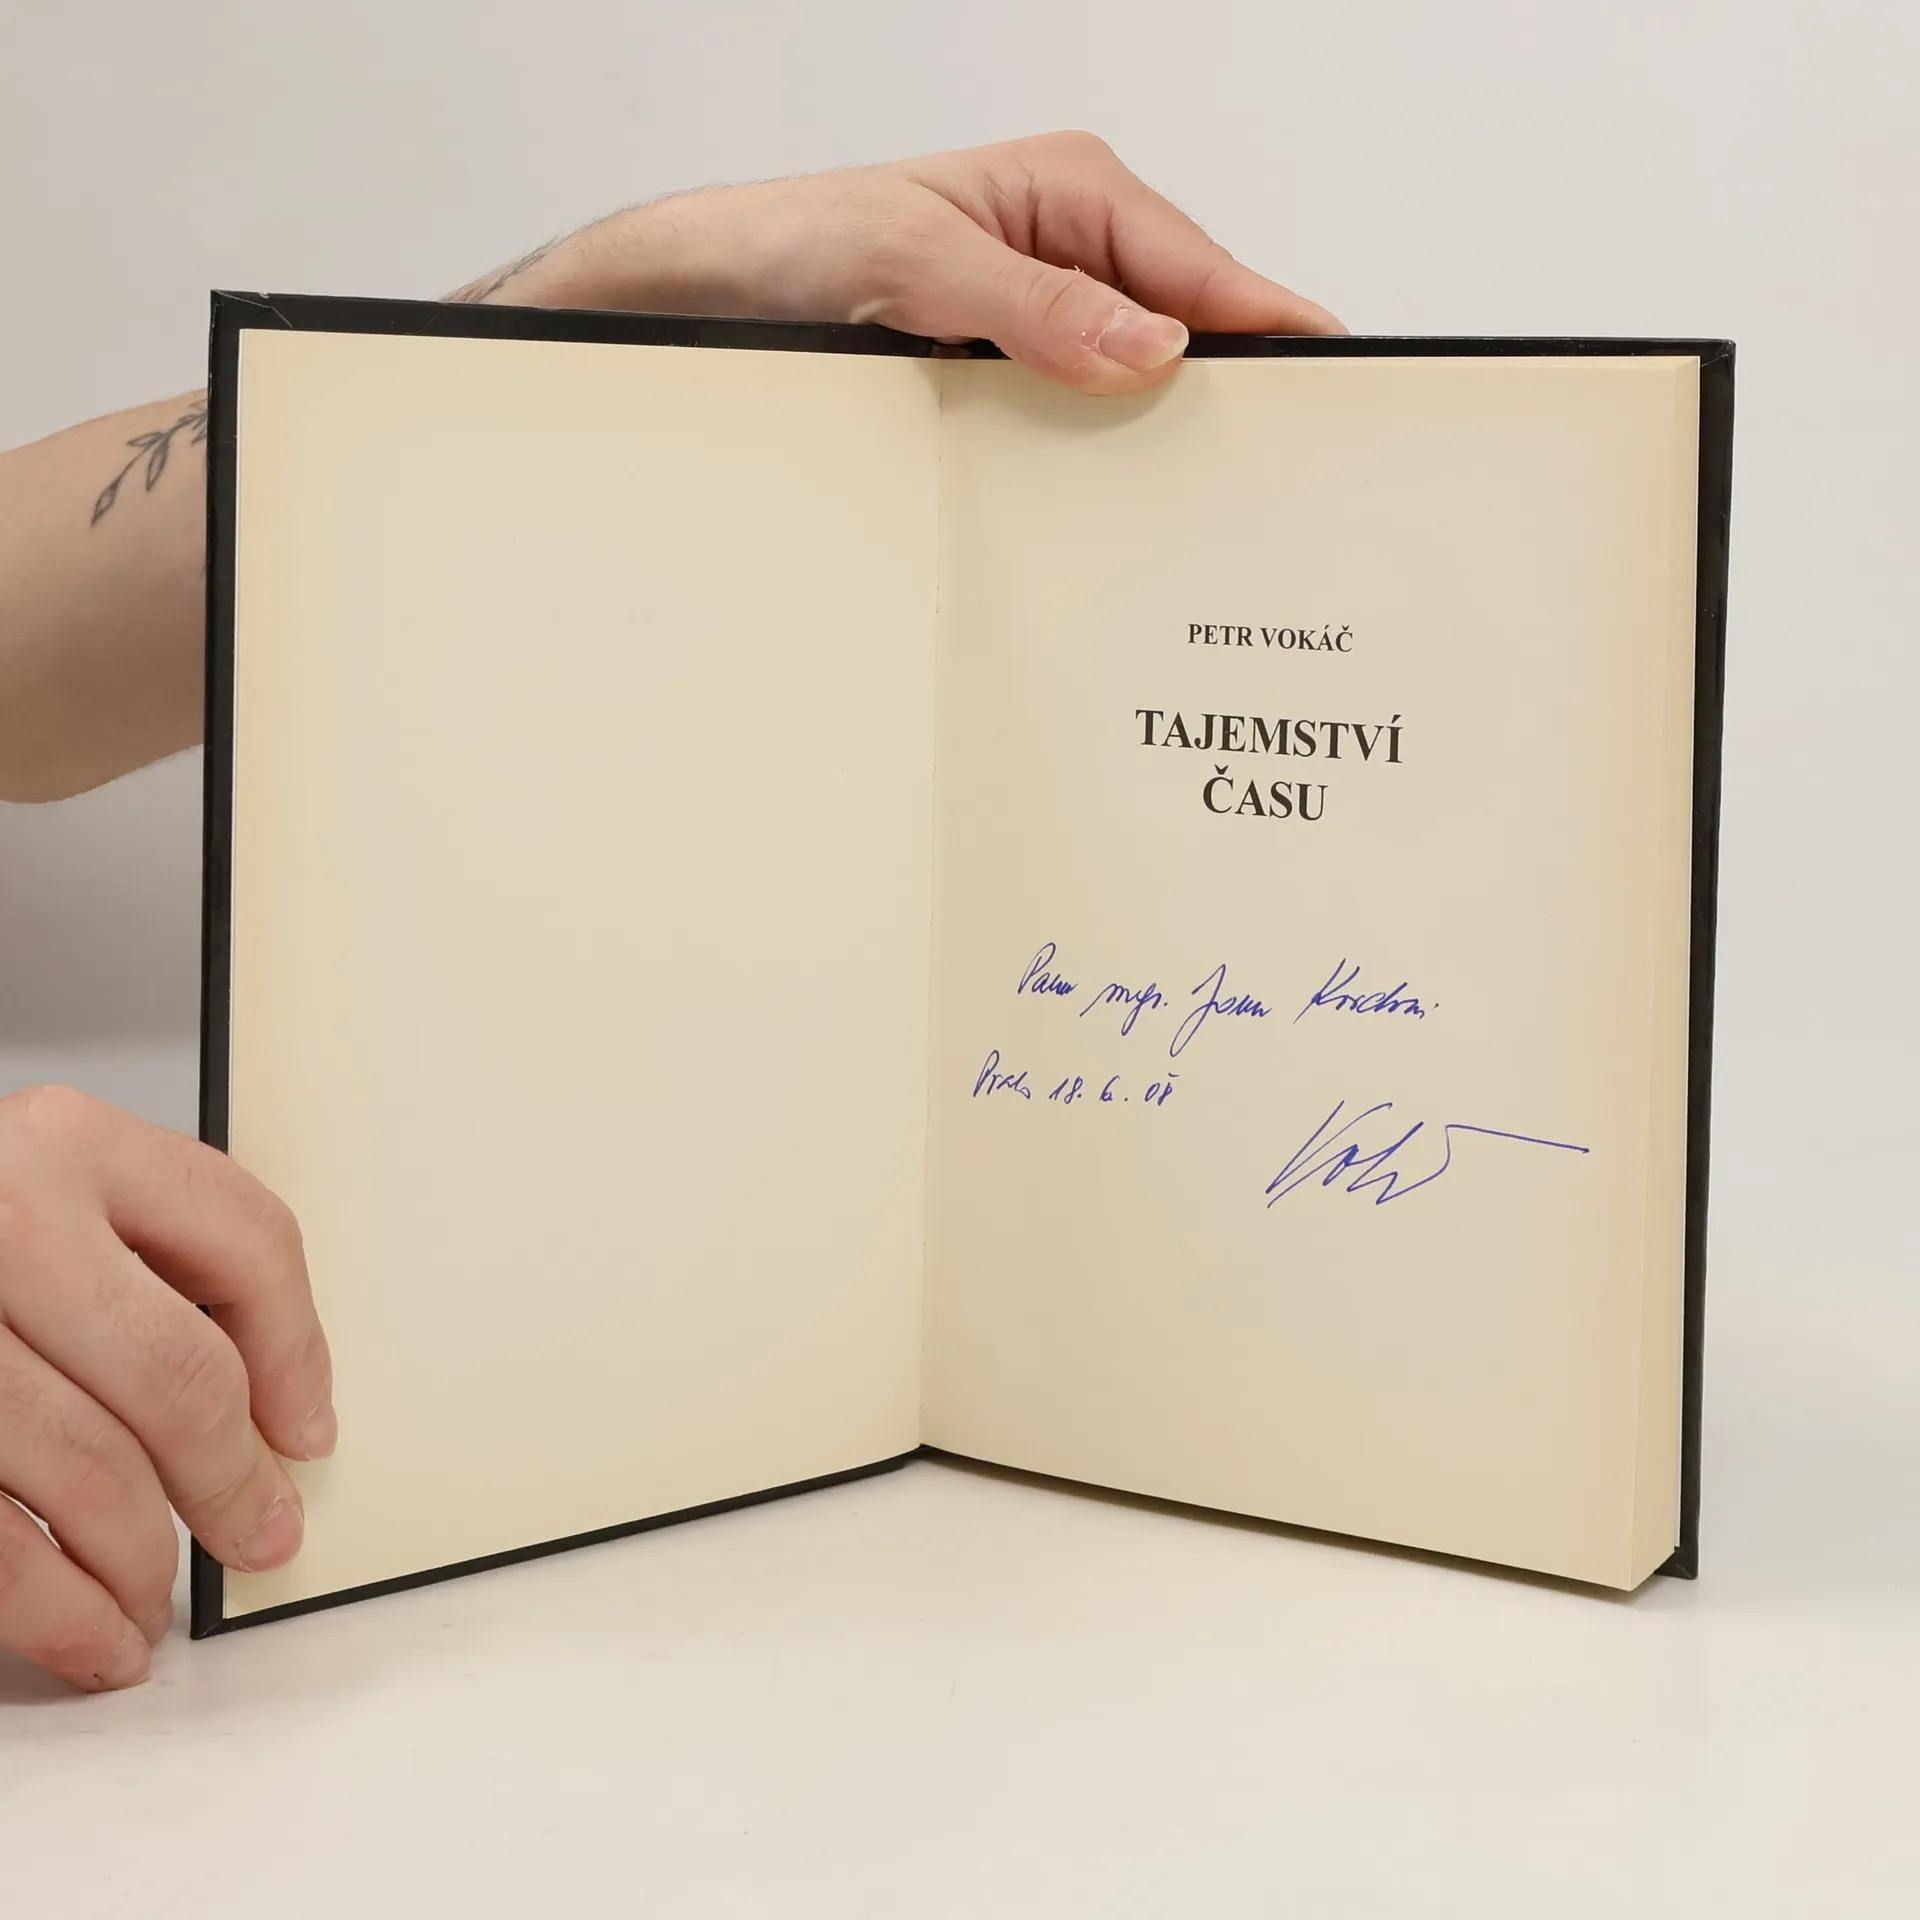 PETR VOKÁČ
TAJEMSTVÍ
ČASU
Panu mgr. Janu
Praha 18. 6. 08